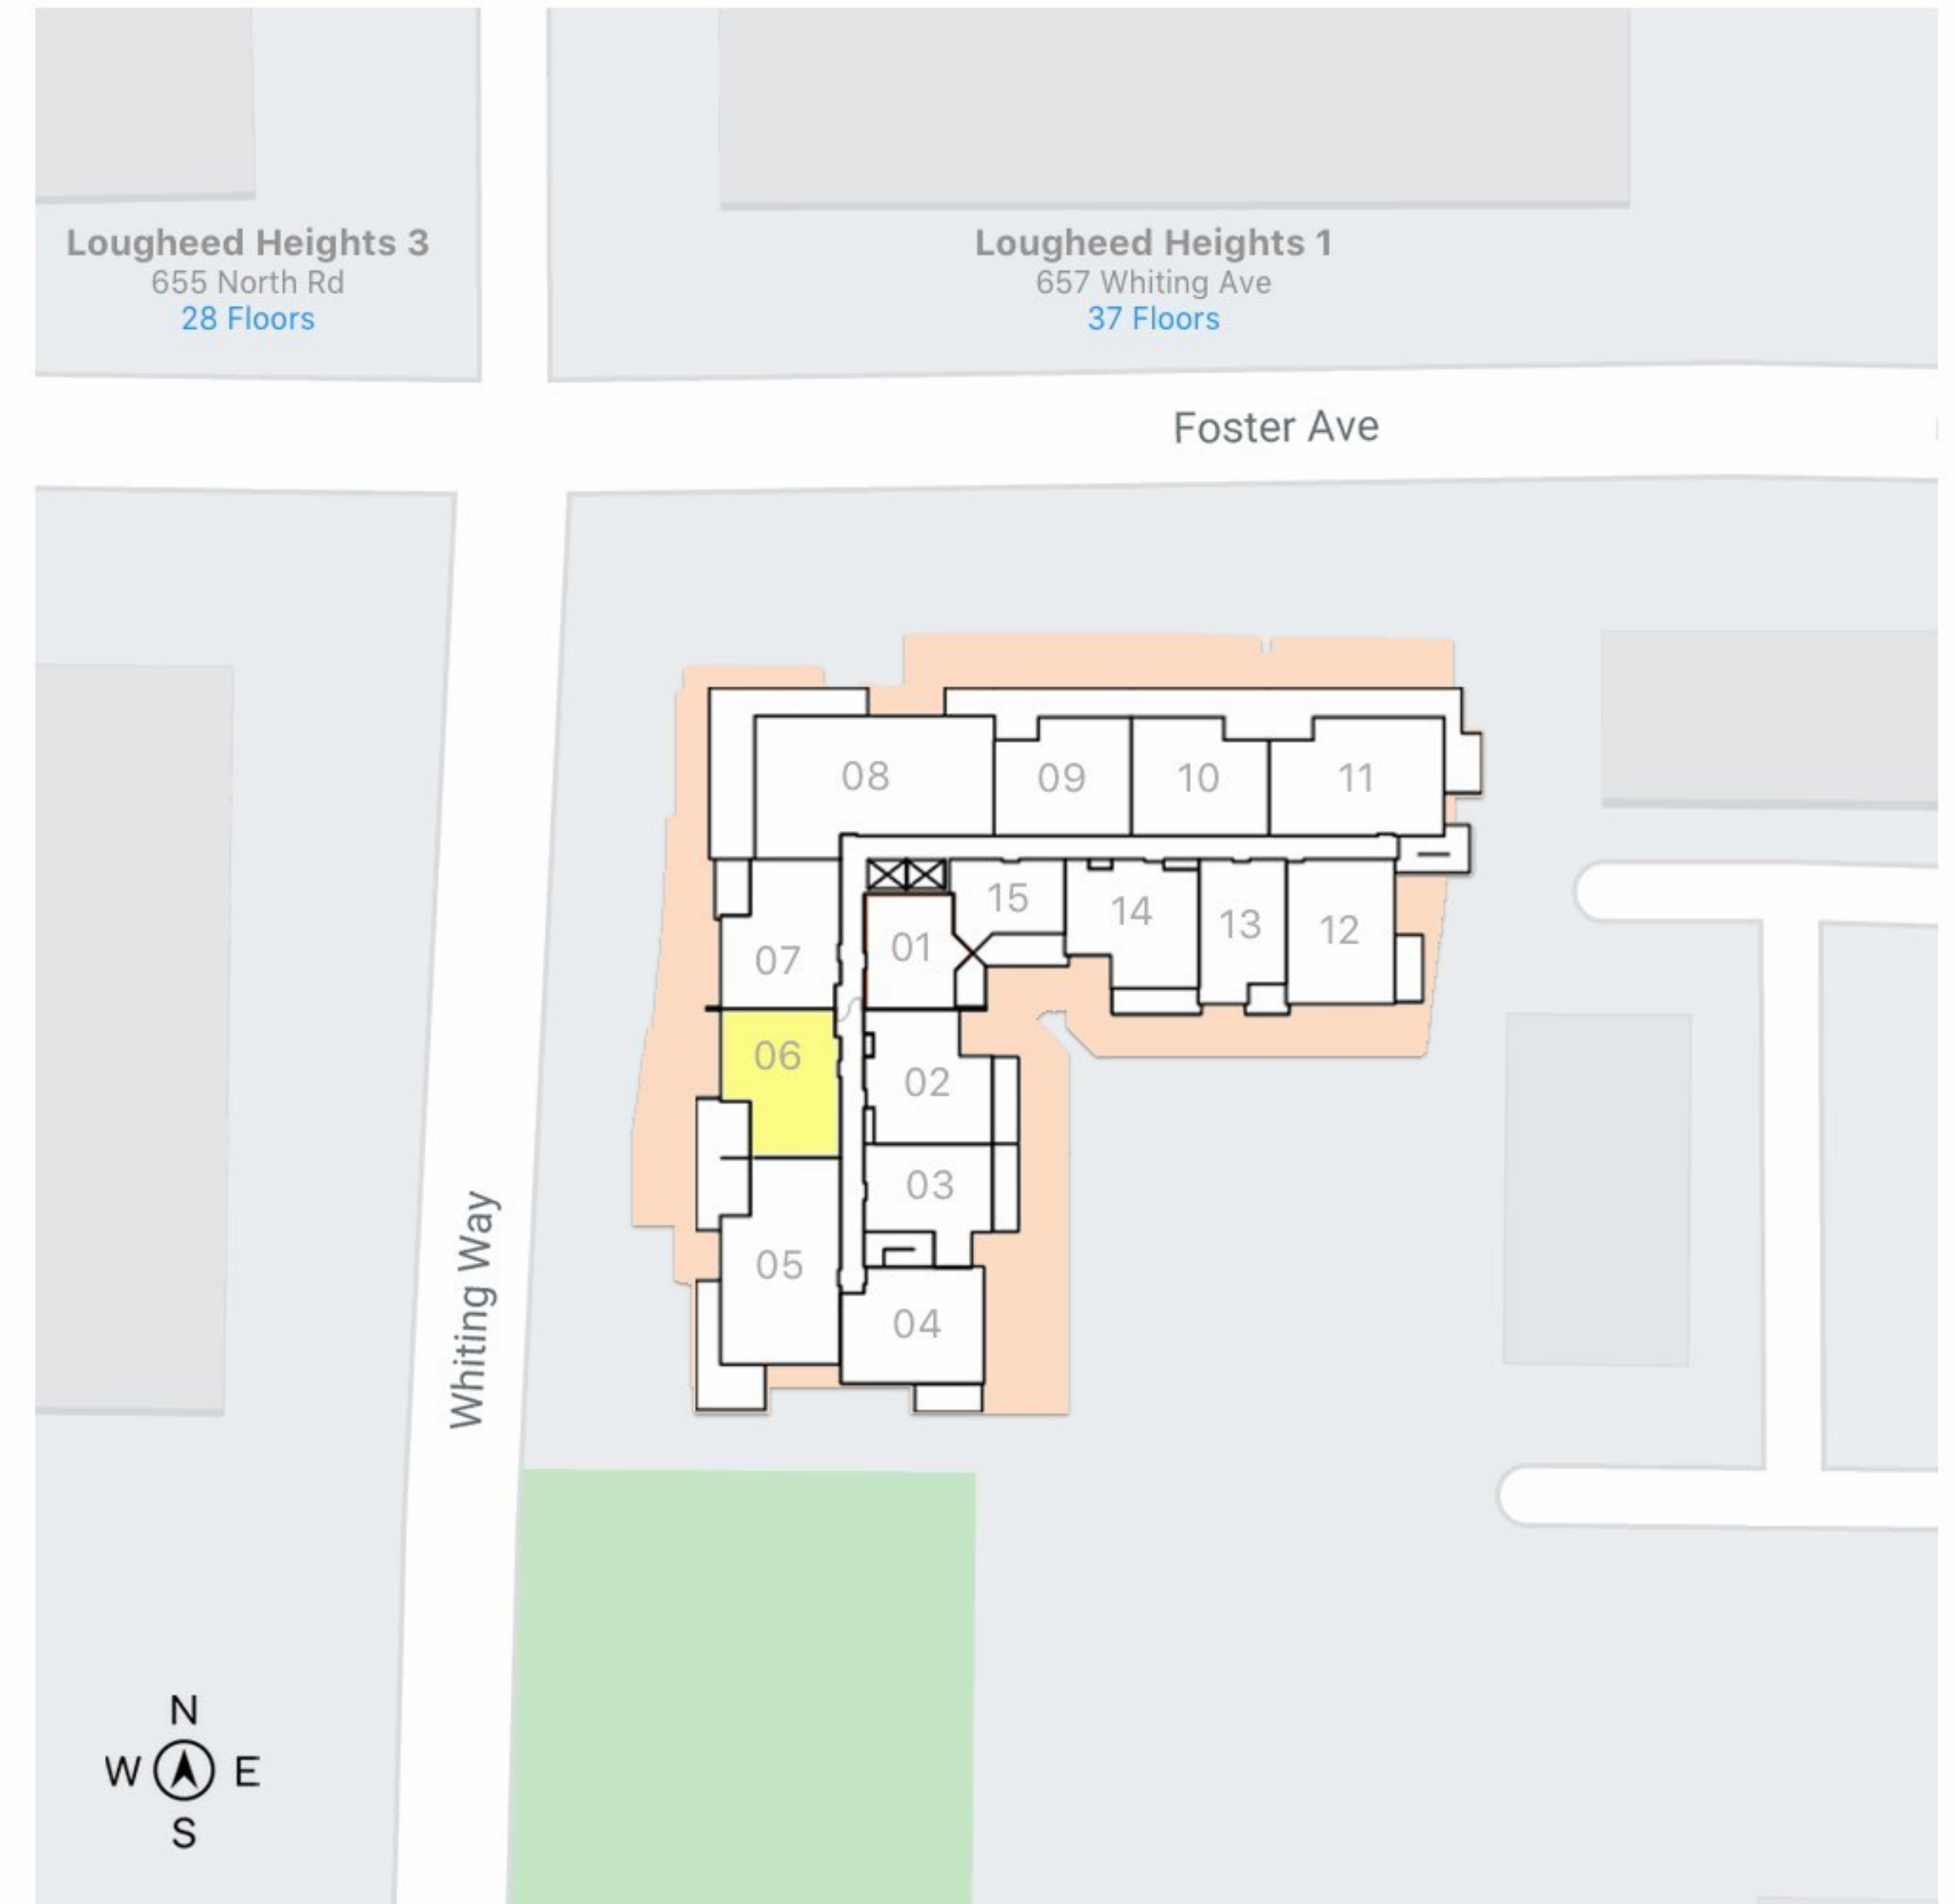 Lougheed Heights 3
655 North Rd
28 Floors
Lougheed Heights 1
657 Whiting Ave
37 Floors
Foster Ave
08
09
10
11
15
14
13
12
07
01
06
02
03
05
04
Whiting Way
N
W E
S